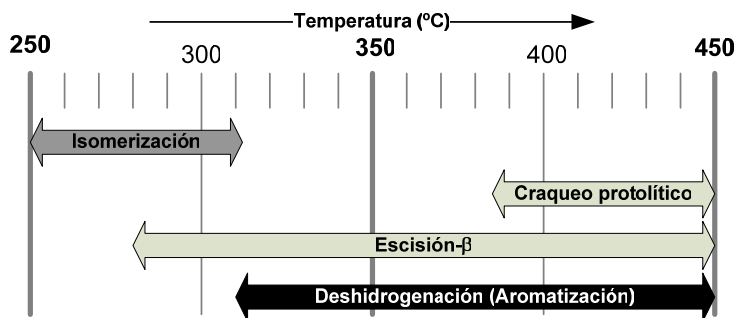 Temperatura (ºC)
250 300 350 400 450
Isomerización
Craqueo protolítico
Escisión-β
Deshidrogenación (Aromatización)